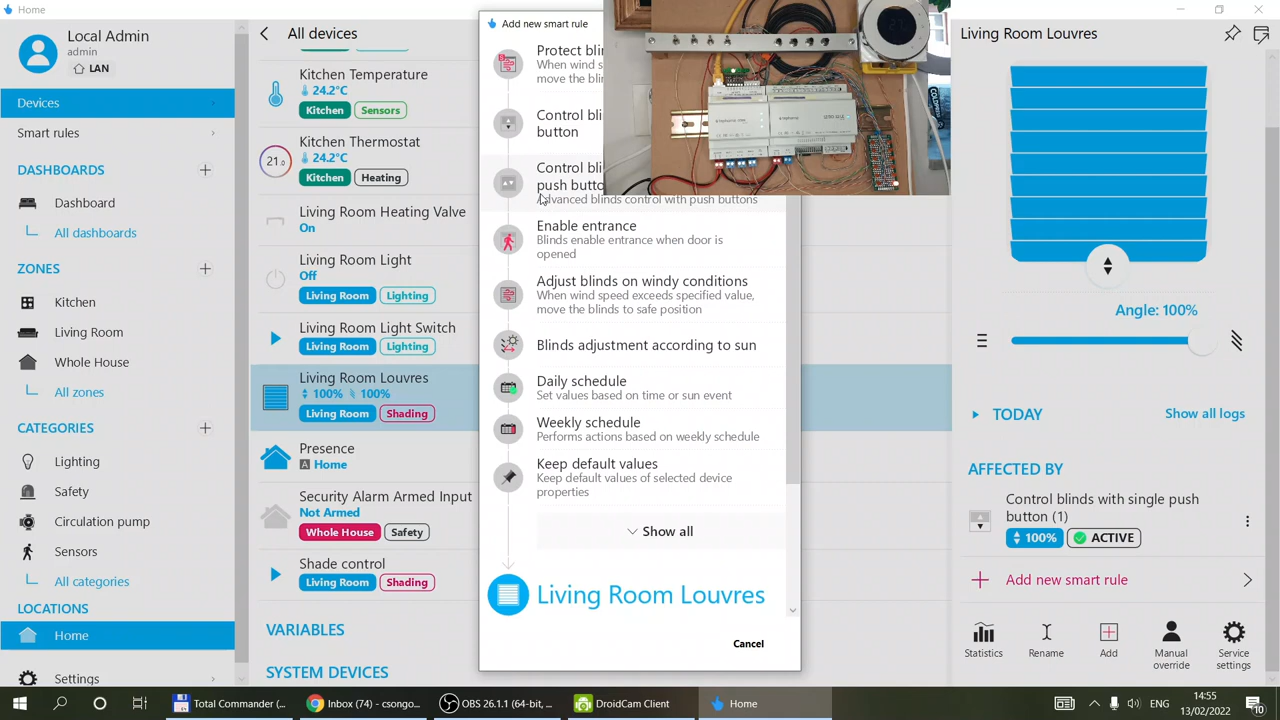 Home
Local Admin
admin
LAN
Devices
Smart rules
DASHBOARDS
Dashboard
All dashboards
ZONES
Kitchen
Living Room
Whole House
All zones
CATEGORIES
Lighting
Safety
Circulation pump
Sensors
All categories
LOCATIONS
Home
Settings
All devices
Kitchen Temperature
24.2°C
Kitchen Sensors
21.0
Kitchen Thermostat
24.2°C
Kitchen Heating
Living Room Heating Valve
On
Living Room Light
Off
Living Room Lighting
Living Room Light Switch
Living Room Lighting
Living Room Louvres
100% 100%
Living Room Shading
Presence
A Home
Security Alarm Armed Input
Not Armed
Whole House Safety
Shade control
Living Room Shading
VARIABLES
SYSTEM DEVICES
Add new smart rule
Protect
When wind
move the
Control
button
Control
push
Advanced blinds control with push buttons
Enable entrance
Blinds enable entrance when door is
opened
Adjust blinds on windy conditions
When wind speed exceeds specified value,
move the blinds to safe position
Blinds adjustment according to sun
Daily schedule
Set values based on time or sun event
Weekly schedule
Performs actions based on weekly schedule
Keep default values
Keep default values of selected device
properties
Show all
Living Room Louvres
Cancel
Living Room Louvres
Angle: 100%
TODAY
Show all logs
AFFECTED BY
Control blinds with single push
button (1)
100% ACTIVE
Add new smart rule
Statistics
Rename
Add
Manual
override
Service
settings
Total Commander (...
Inbox (74) - csongo...
OBS 26.1.1 (64-bit, ...
DroidCam Client
Home
ENG
14:55
13/02/2022